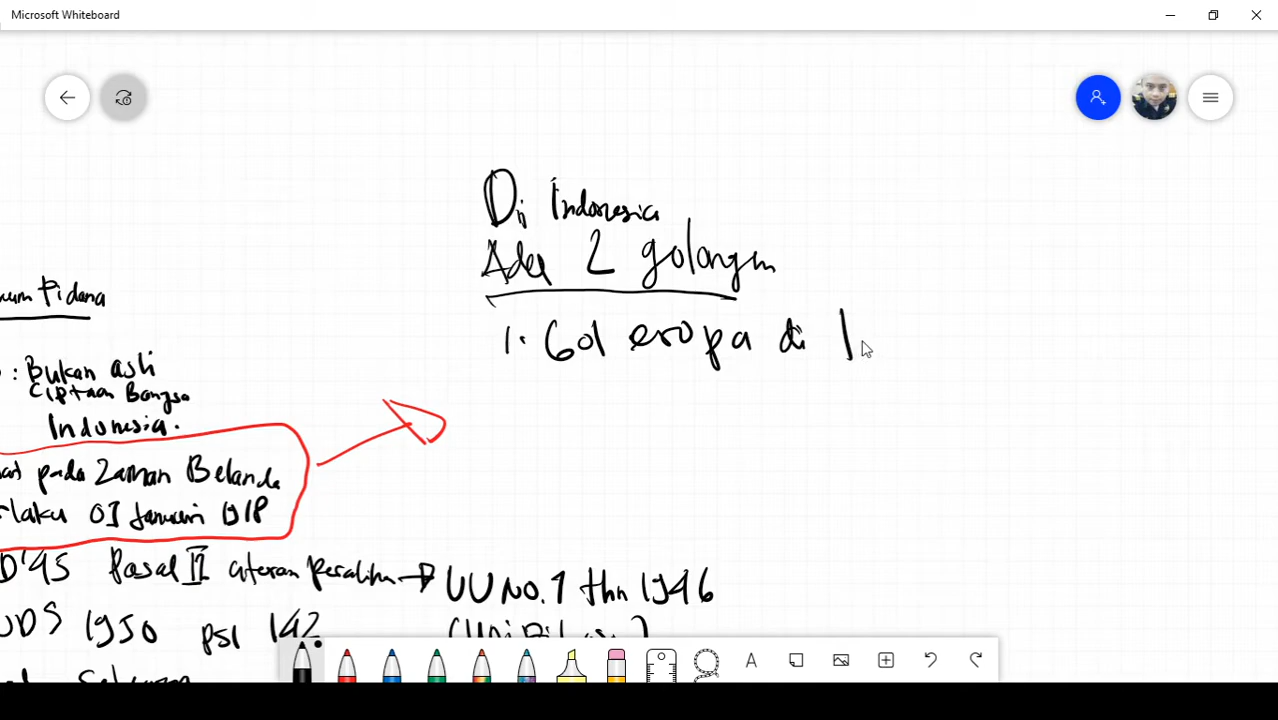 Microsoft Whiteboard
Di Indonesia
Ada 2 golongan
1. Gol eropa di I
Pidana
: Bukan asli
Ciptaan Bangsa
Indonesia.
at pada Zaman Belanda
rlaku 01 Januari 1918
D'45 Pasal II aturan peralihan → UU No. 1 thn 1946
UDS 1950 psl 142
A